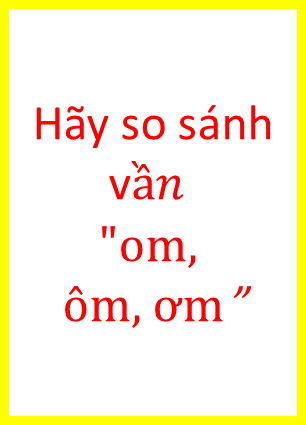 Hãy so sánh
vần
"om,
ôm, ơm”